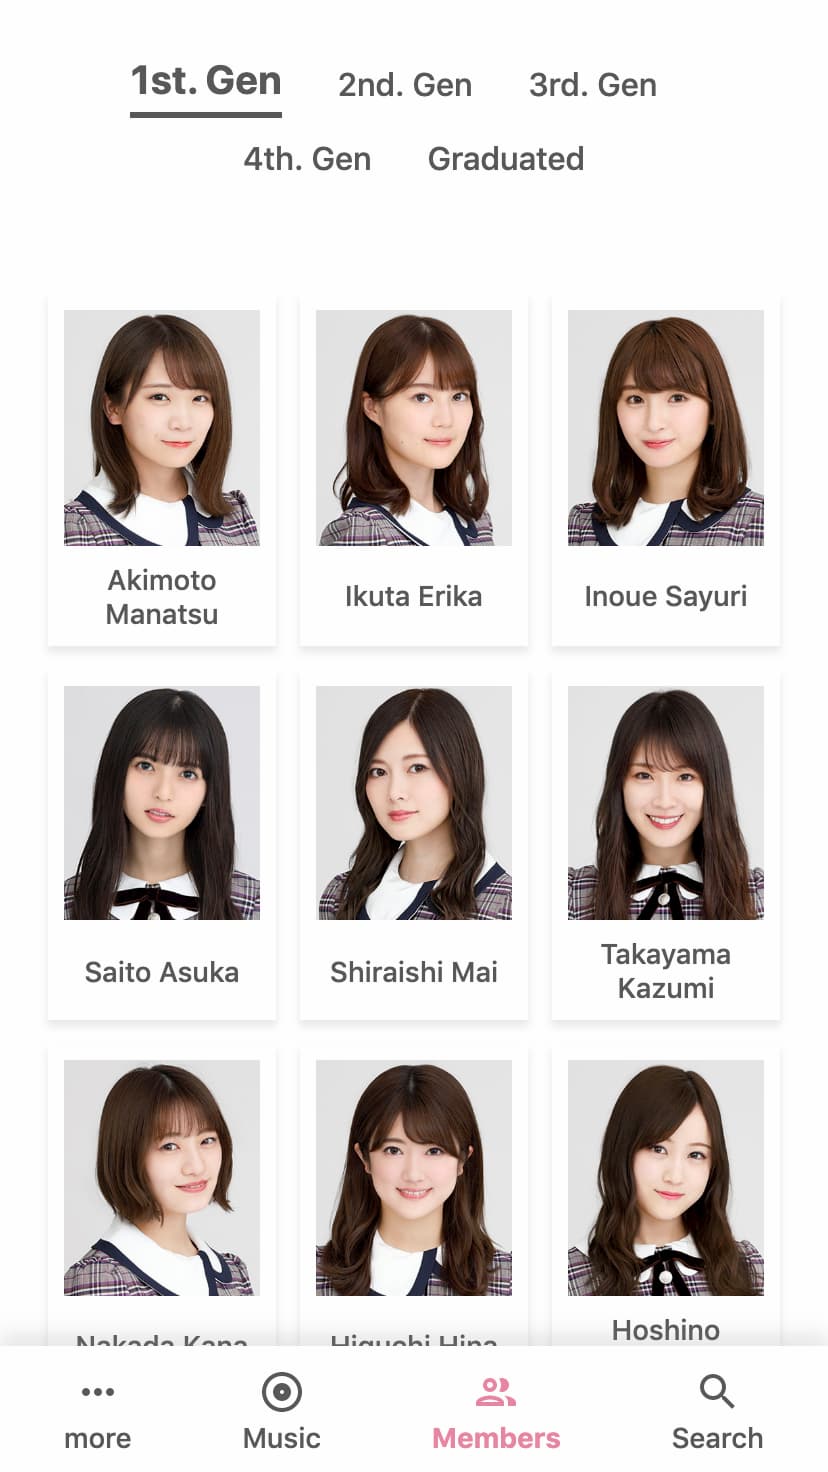 1st. Gen 2nd. Gen 3rd. Gen
4th. Gen Graduated
Akimoto
Manatsu
Ikuta Erika
Inoue Sayuri
Saito Asuka
Shiraishi Mai
Takayama
Kazumi
Nakada Kana
Higuchi Hina
Hoshino
more
Music
Members
Search